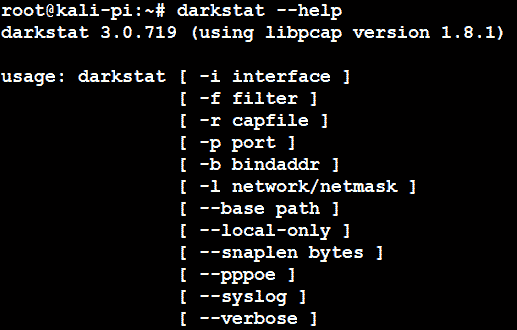 root@kali-pi:~# darkstat --help
darkstat 3.0.719 (using libpcap version 1.8.1)

usage: darkstat [ -i interface ]
                [ -f filter ]
                [ -r capfile ]
                [ -p port ]
                [ -b bindaddr ]
                [ -l network/netmask ]
                [ --base path ]
                [ --local-only ]
                [ --snaplen bytes ]
                [ --pppoe ]
                [ --syslog ]
                [ --verbose ]